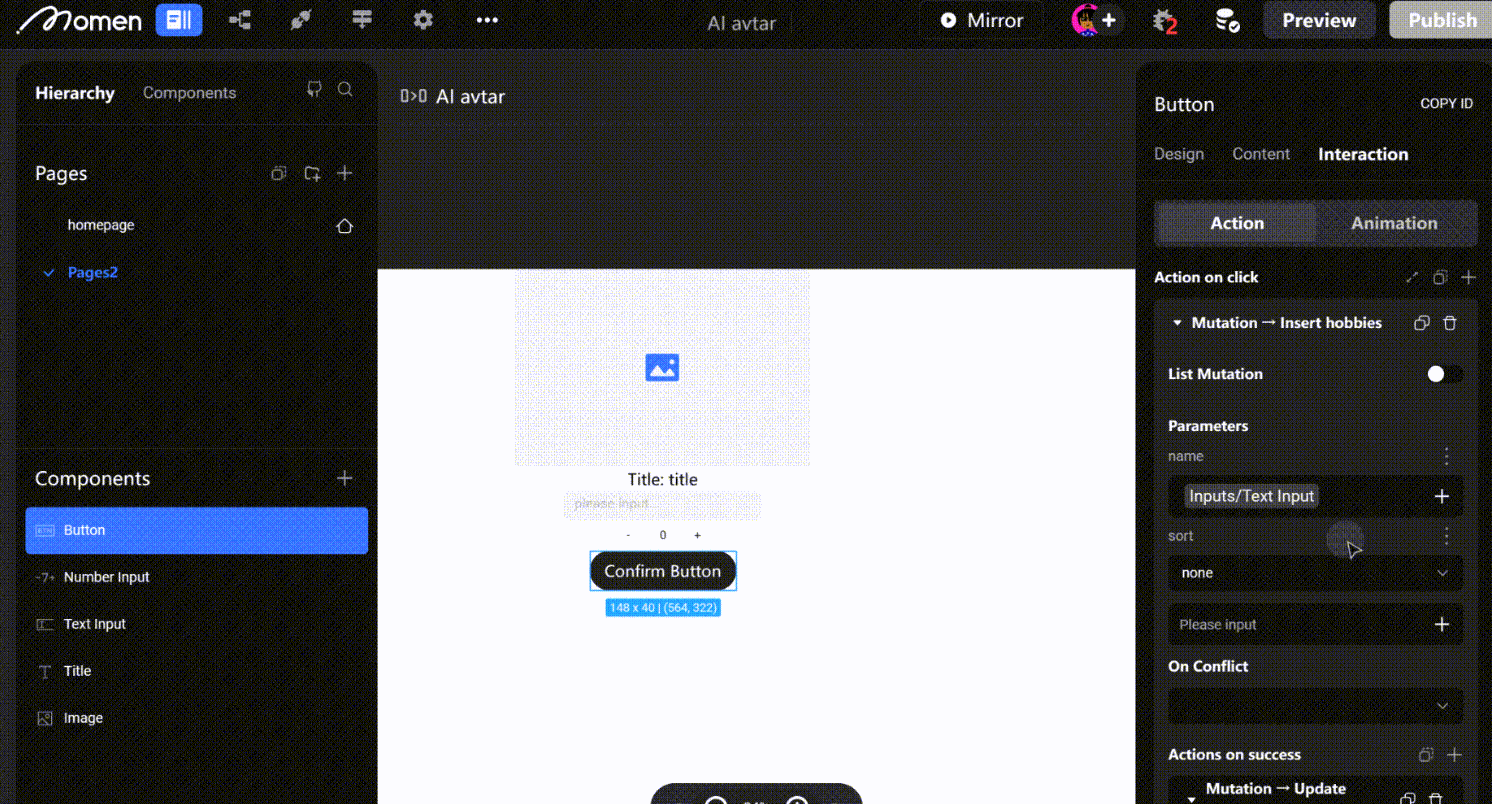 Momen
AI avtar
Mirror
2
Preview
Publish
Hierarchy
Components
AI avtar
Button
COPY ID
Design
Content
Interaction
Pages
homepage
Pages2
Action
Animation
Action on click
Mutation → Insert hobbies
List Mutation
Parameters
name
Inputs/Text Input
sort
none
Please input
On Conflict
Actions on success
Mutation → Update
Title: title
please input
- 0 +
Confirm Button
148 x 40 | (564, 322)
Components
Button
Number Input
Text Input
Title
Image